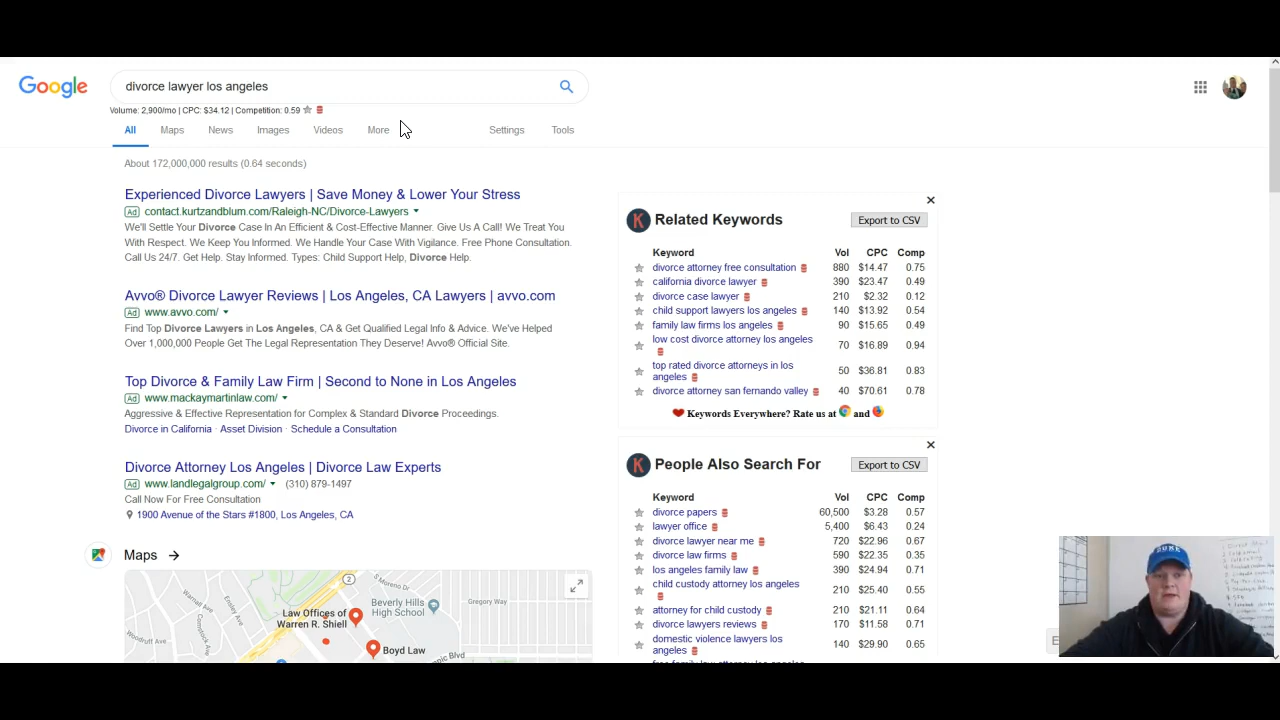 Google
divorce lawyer los angeles
Volume: 2,900/mo | CPC: $34.12 | Competition: 0.59
All Maps News Images Videos More Settings Tools
About 172,000,000 results (0.64 seconds)
Experienced Divorce Lawyers | Save Money & Lower Your Stress
Ad contact.kurtzandblum.com/Raleigh-NC/Divorce-Lawyers
We'll Settle Your Divorce Case In An Efficient & Cost-Effective Manner. Give Us A Call! We Treat You
With Respect. We Keep You Informed. We Handle Your Case With Vigilance. Free Phone Consultation.
Call Us 24/7. Get Help. Stay Informed. Types: Child Support Help, Divorce Help.
Avvo® Divorce Lawyer Reviews | Los Angeles, CA Lawyers | avvo.com
Ad www.avvo.com/
Find Top Divorce Lawyers in Los Angeles, CA & Get Qualified Legal Info & Advice. We've Helped
Over 1,000,000 People Get The Legal Representation They Deserve! Avvo® Official Site.
Top Divorce & Family Law Firm | Second to None in Los Angeles
Ad www.mackaymartinlaw.com/
Aggressive & Effective Representation for Complex & Standard Divorce Proceedings.
Divorce in California · Asset Division · Schedule a Consultation
Divorce Attorney Los Angeles | Divorce Law Experts
Ad www.landlegalgroup.com/ (310) 879-1497
Call Now For Free Consultation
1900 Avenue of the Stars #1800, Los Angeles, CA
Maps
2
S Moreno Dr
Gregory Way
Beverly Hills
High School
Law Offices of
Warren R. Shiell
Boyd Law
Related Keywords Export to CSV
Keyword Vol CPC Comp
divorce attorney free consultation 880 $14.47 0.75
california divorce lawyer 390 $23.47 0.49
divorce case lawyer 210 $2.32 0.12
child support lawyers los angeles 140 $13.92 0.54
family law firms los angeles 90 $15.65 0.49
low cost divorce attorney los angeles 70 $16.89 0.94
top rated divorce attorneys in los
angeles 50 $36.81 0.83
divorce attorney san fernando valley 40 $70.61 0.78
Keywords Everywhere? Rate us at and
People Also Search For Export to CSV
Keyword Vol CPC Comp
divorce papers 60,500 $3.28 0.57
lawyer office 5,400 $6.43 0.24
divorce lawyer near me 720 $22.96 0.67
divorce law firms 590 $22.35 0.35
los angeles family law 390 $24.94 0.71
child custody attorney los angeles 210 $25.40 0.55
attorney for child custody 210 $21.11 0.64
divorce lawyers reviews 170 $11.58 0.71
domestic violence lawyers los
angeles 140 $29.90 0.65
DUKE